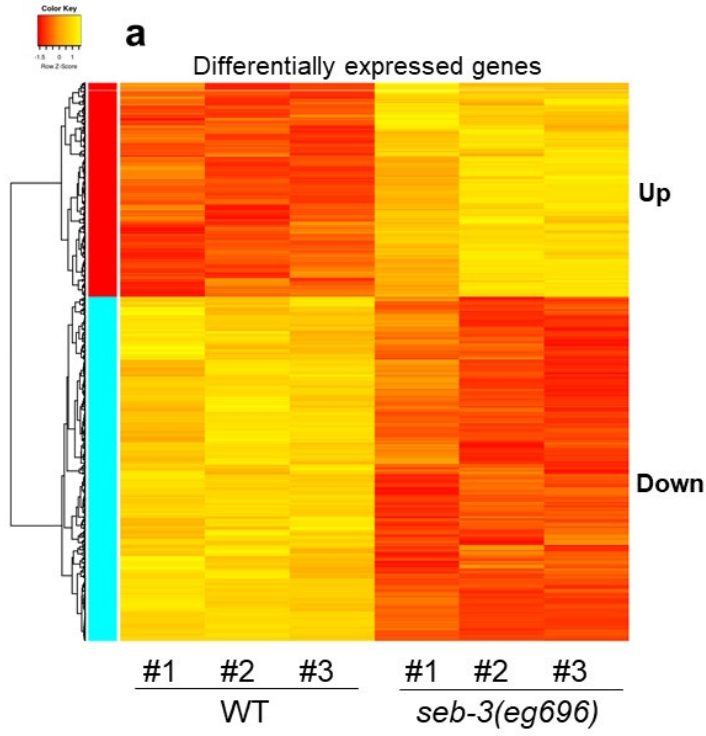 Color Key
-1.5 0 1
Row Z-Score
a
Differentially expressed genes
Up
Down
#1 #2 #3 #1 #2 #3
WT seb-3(eg696)